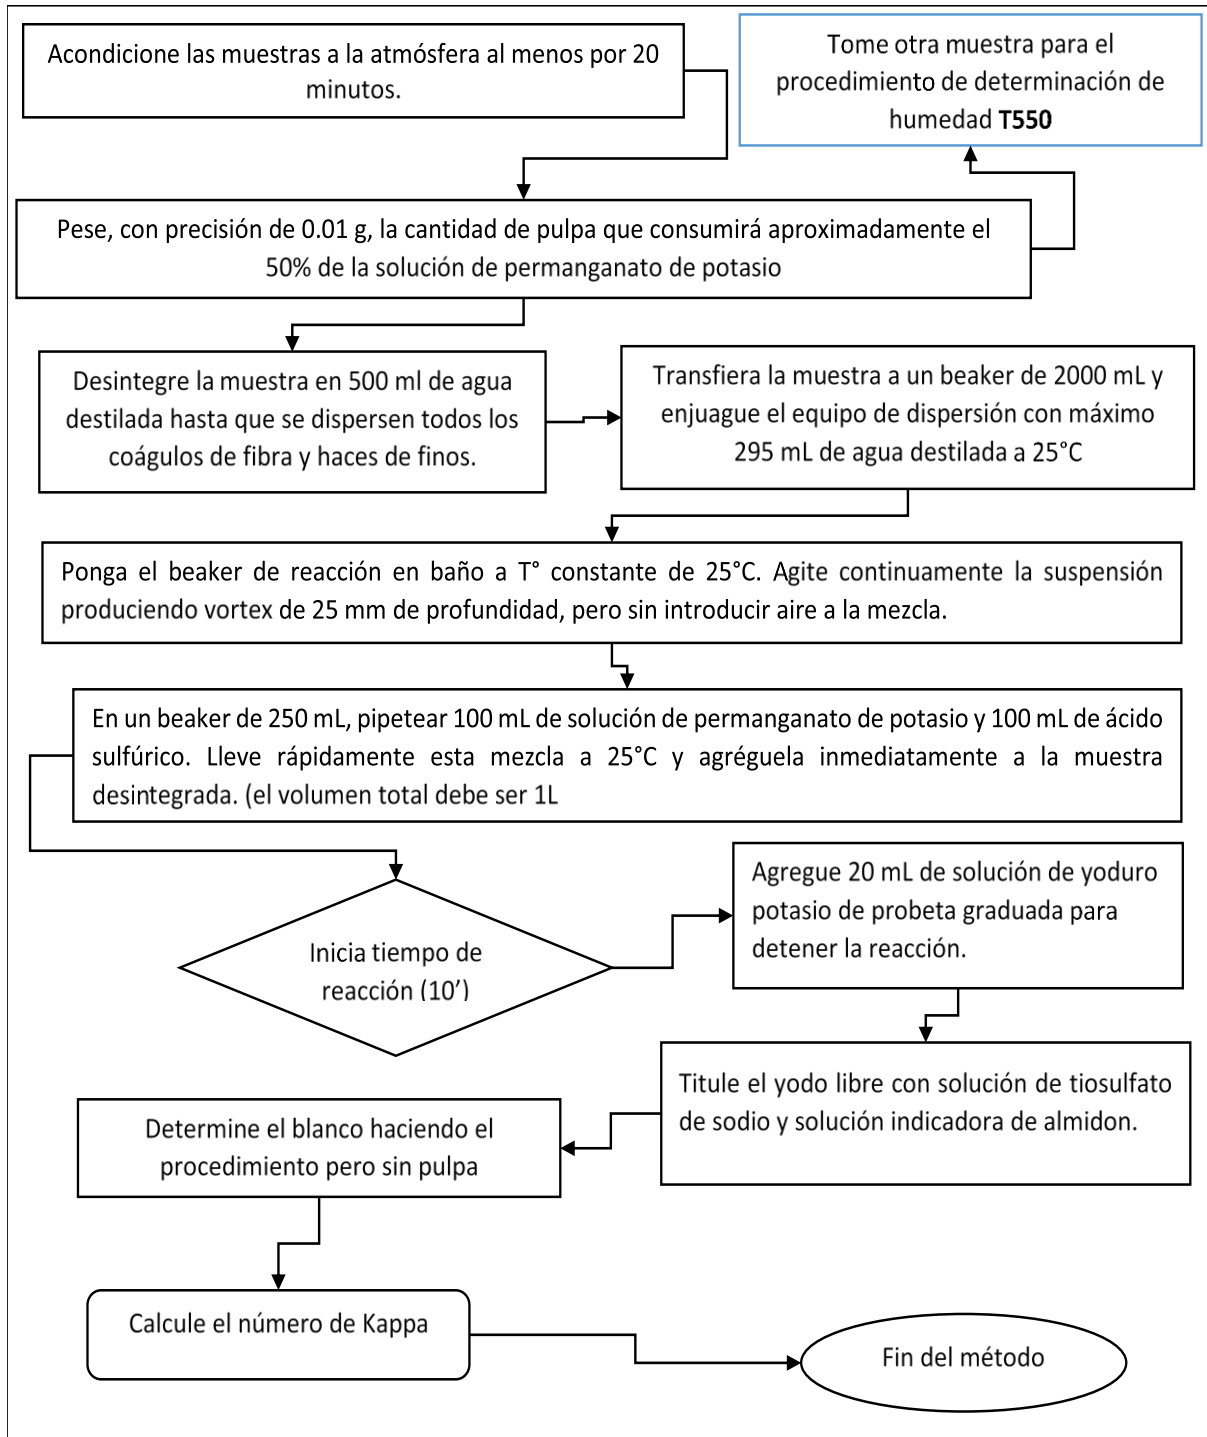 Acondicione las muestras a la atmósfera al menos por 20
minutos.
Tome otra muestra para el
procedimiento de determinación de
humedad T550
Pese, con precisión de 0.01 g, la cantidad de pulpa que consumirá aproximadamente el
50% de la solución de permanganato de potasio
Desintegre la muestra en 500 ml de agua
destilada hasta que se dispersen todos los
coágulos de fibra y haces de finos.
Transfiera la muestra a un beaker de 2000 mL y
enjuague el equipo de dispersión con máximo
295 mL de agua destilada a 25°C
Ponga el beaker de reacción en baño a T° constante de 25°C. Agite continuamente la suspensión
produciendo vortex de 25 mm de profundidad, pero sin introducir aire a la mezcla.
En un beaker de 250 mL, pipetear 100 mL de solución de permanganato de potasio y 100 mL de ácido
sulfúrico. Lleve rápidamente esta mezcla a 25°C y agréguela inmediatamente a la muestra
desintegrada. (el volumen total debe ser 1L
Inicia tiempo de
reacción (10’)
Agregue 20 mL de solución de yoduro
potasio de probeta graduada para
detener la reacción.
Titule el yodo libre con solución de tiosulfato
de sodio y solución indicadora de almidon.
Determine el blanco haciendo el
procedimiento pero sin pulpa
Calcule el número de Kappa
Fin del método